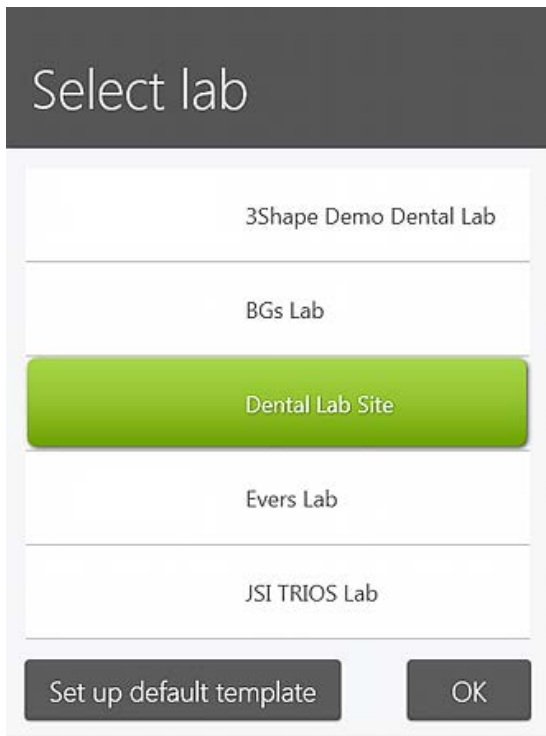 Select lab
3Shape Demo Dental Lab
BGs Lab
Dental Lab Site
Evers Lab
JSI TRIOS Lab
Set up default template
OK